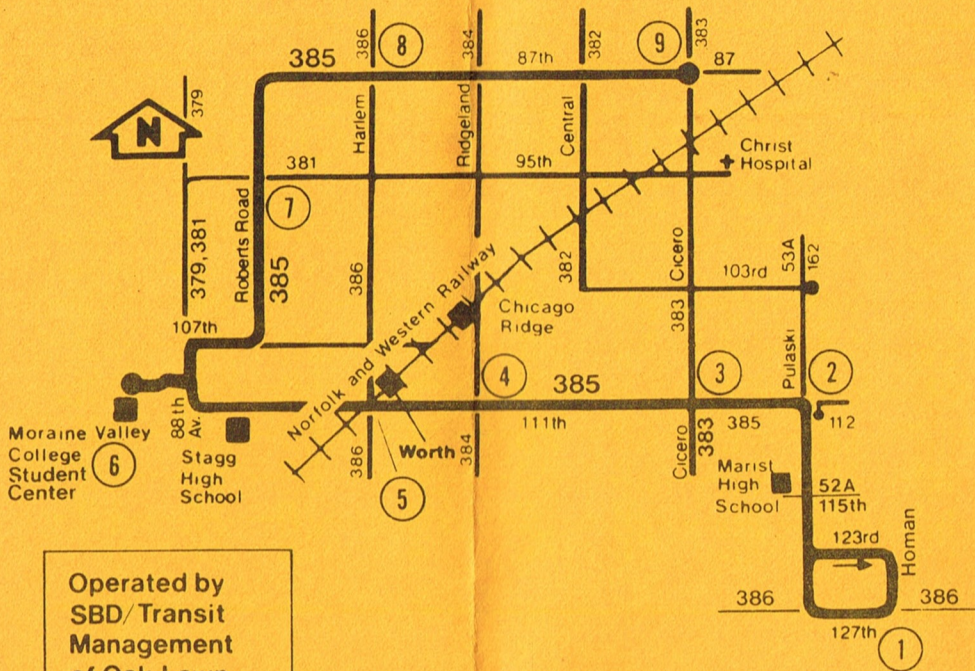 386
8
384
382
9
383
385
87th
87
379
N
Harlem
Ridgeland
Central
381
95th
Christ
Hospital
7
379, 381
Roberts Road
385
386
Norfolk and Western Railway
382
Cicero
383
103rd
53A
162
Chicago
Ridge
107th
Pulaski
4
385
3
2
111th
385
112
88th
Av.
Moraine Valley
College
Student
Center
6
Stagg
High
School
386
Worth
384
5
Cicero
383
Marist
High
School
52A
115th
123rd
Homan
386
386
127th
1
Operated by
SBD/Transit
Management